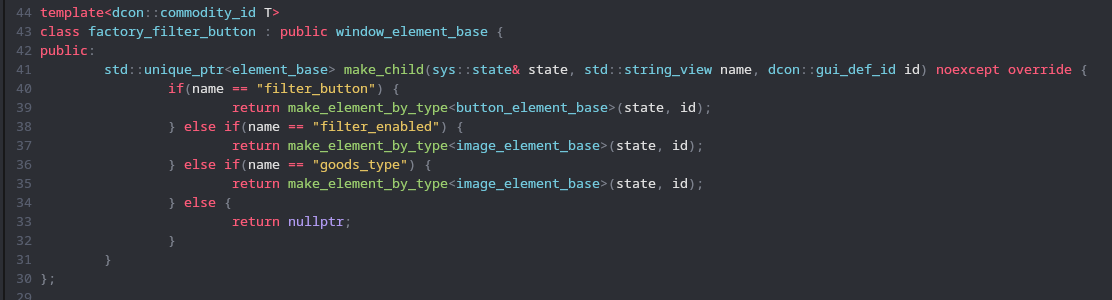 44 template<dcon::commodity_id T>
43 class factory_filter_button : public window_element_base {
42 public:
41         std::unique_ptr<element_base> make_child(sys::state& state, std::string_view name, dcon::gui_def_id id) noexcept override {
40                 if(name == "filter_button") {
39                         return make_element_by_type<button_element_base>(state, id);
38                 } else if(name == "filter_enabled") {
37                         return make_element_by_type<image_element_base>(state, id);
36                 } else if(name == "goods_type") {
35                         return make_element_by_type<image_element_base>(state, id);
34                 } else {
33                         return nullptr;
32                 }
31         }
30 };
29